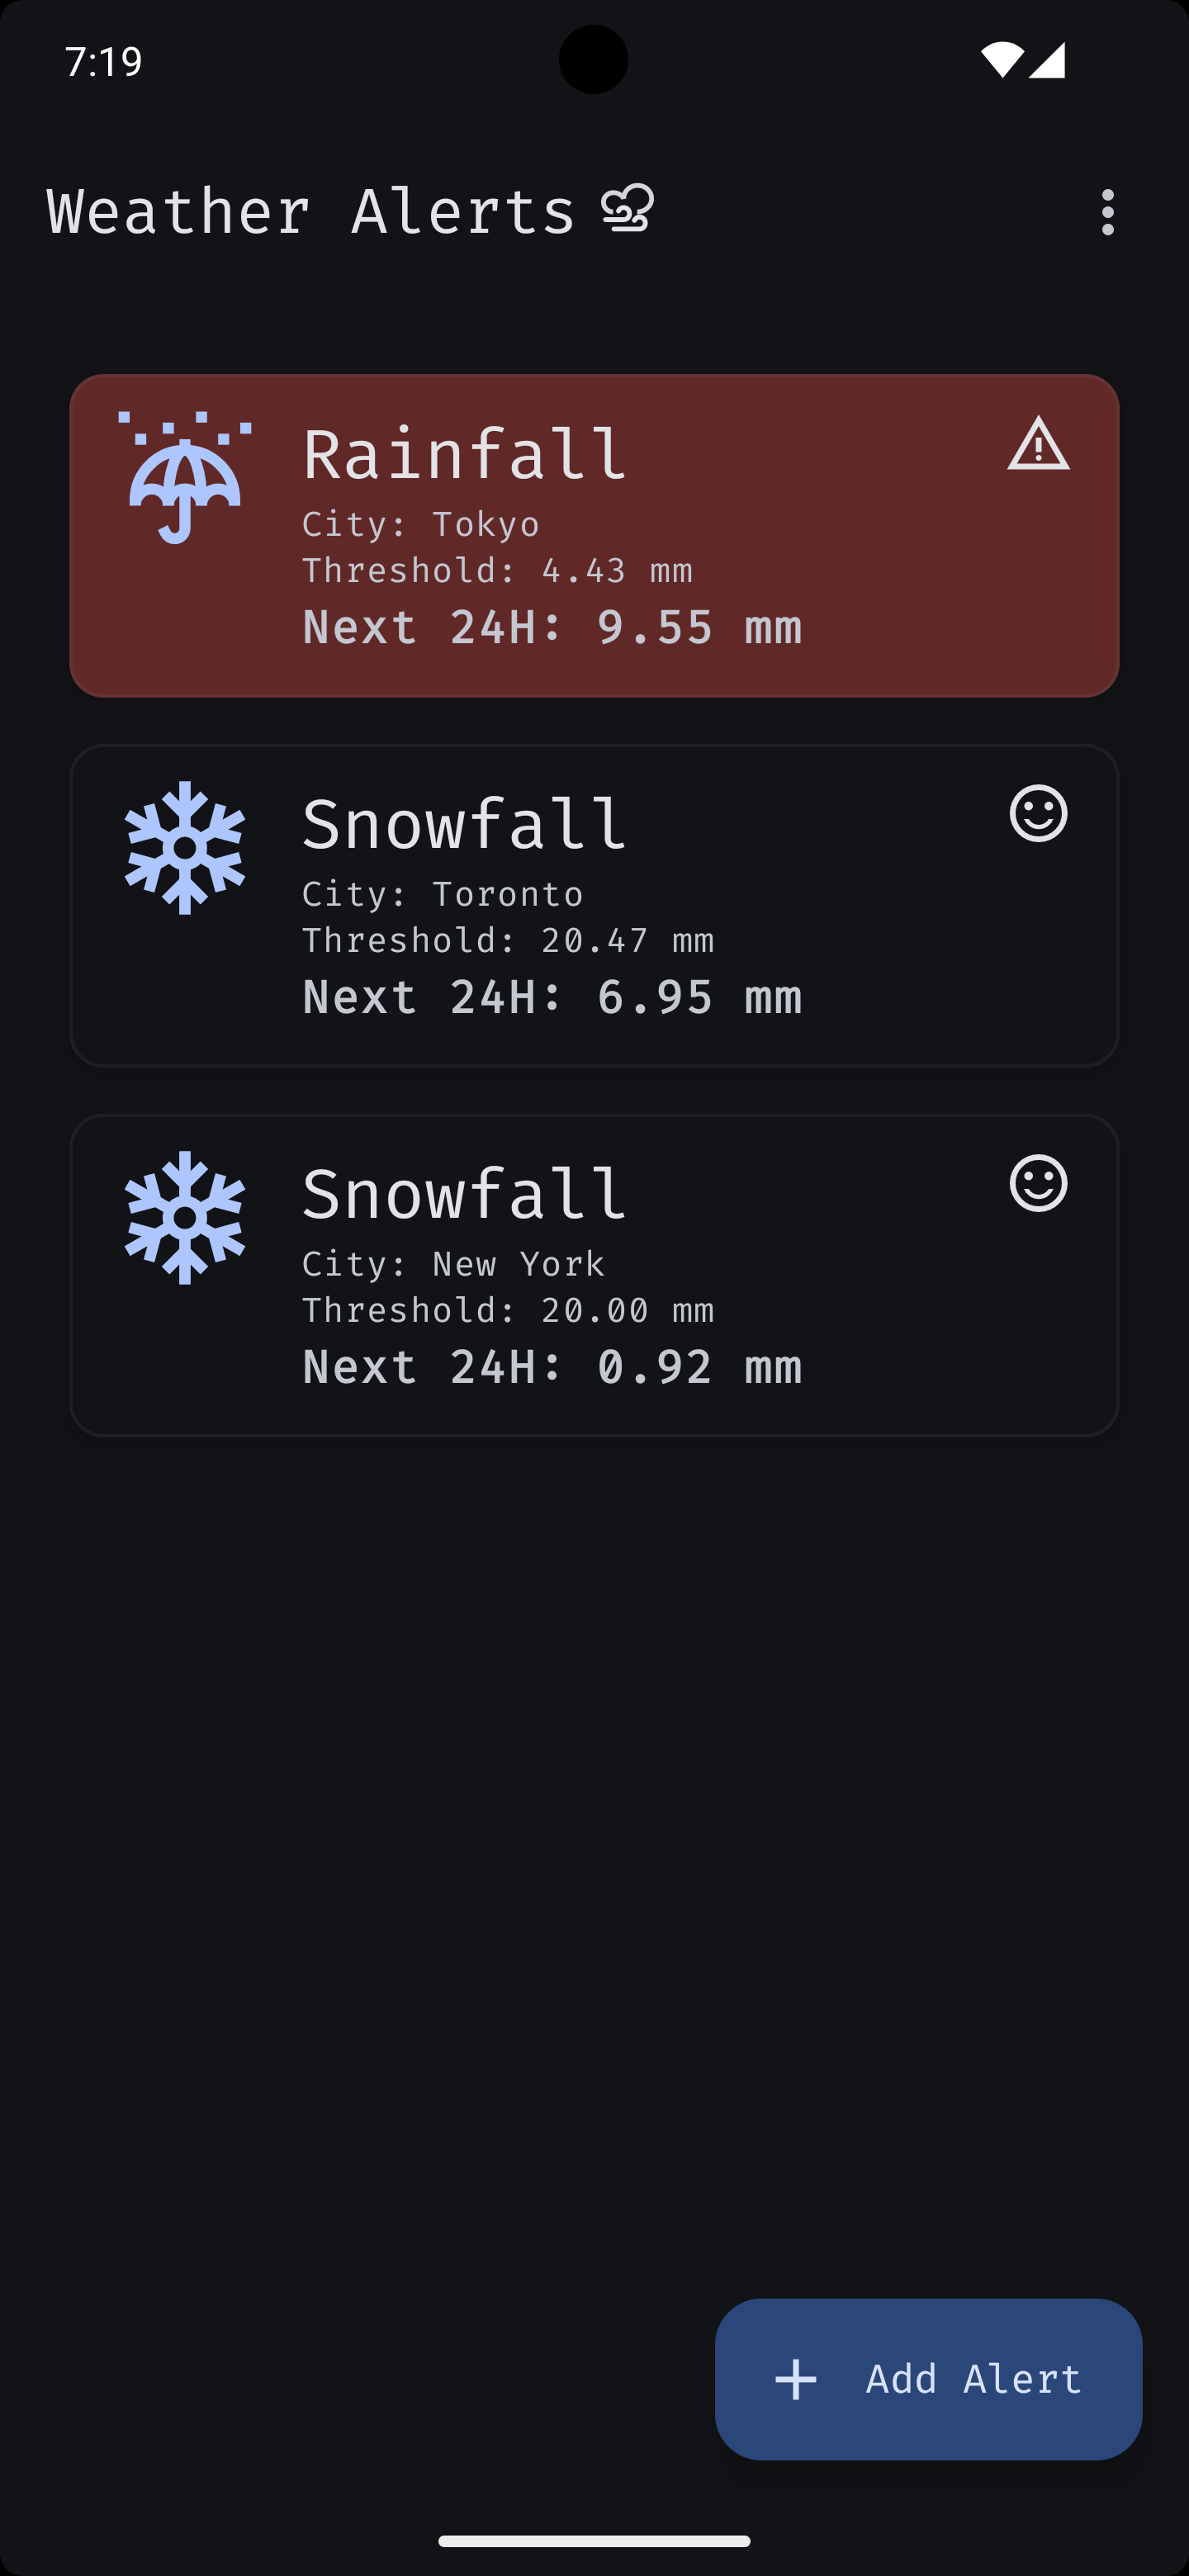 7:19
Weather Alerts
Rainfall
City: Tokyo
Threshold: 4.43 mm
Next 24H: 9.55 mm
Snowfall
City: Toronto
Threshold: 20.47 mm
Next 24H: 6.95 mm
Snowfall
City: New York
Threshold: 20.00 mm
Next 24H: 0.92 mm
Add Alert